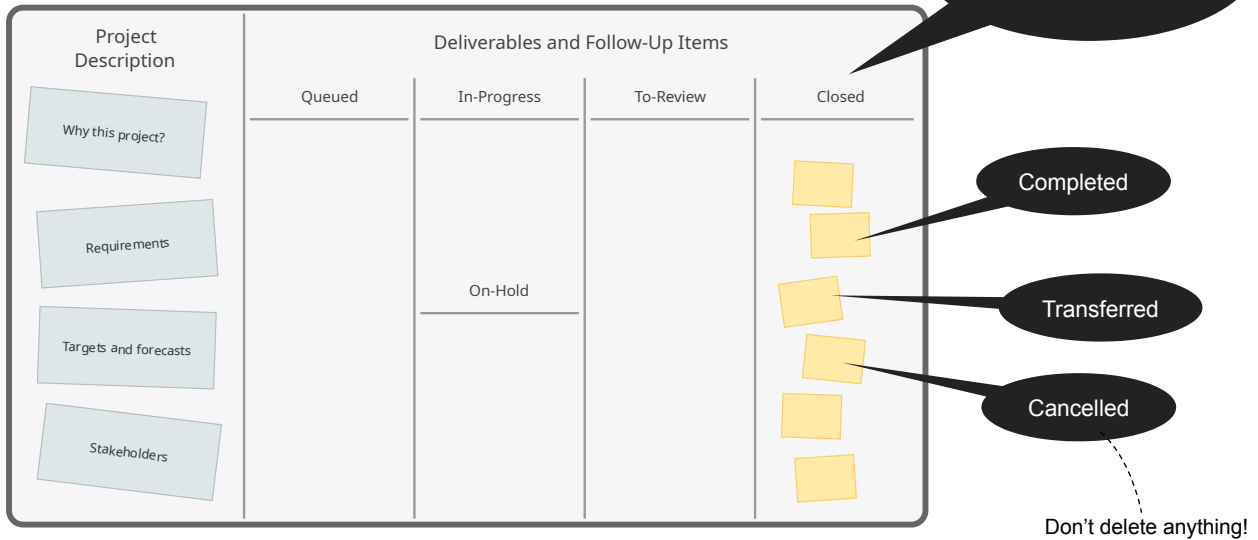 Project
Description
Deliverables and Follow-Up Items
Queued
In-Progress
To-Review
Closed
Why this project?
Requirements
Targets and forecasts
Stakeholders
On-Hold
Completed
Transferred
Cancelled
Don’t delete anything!